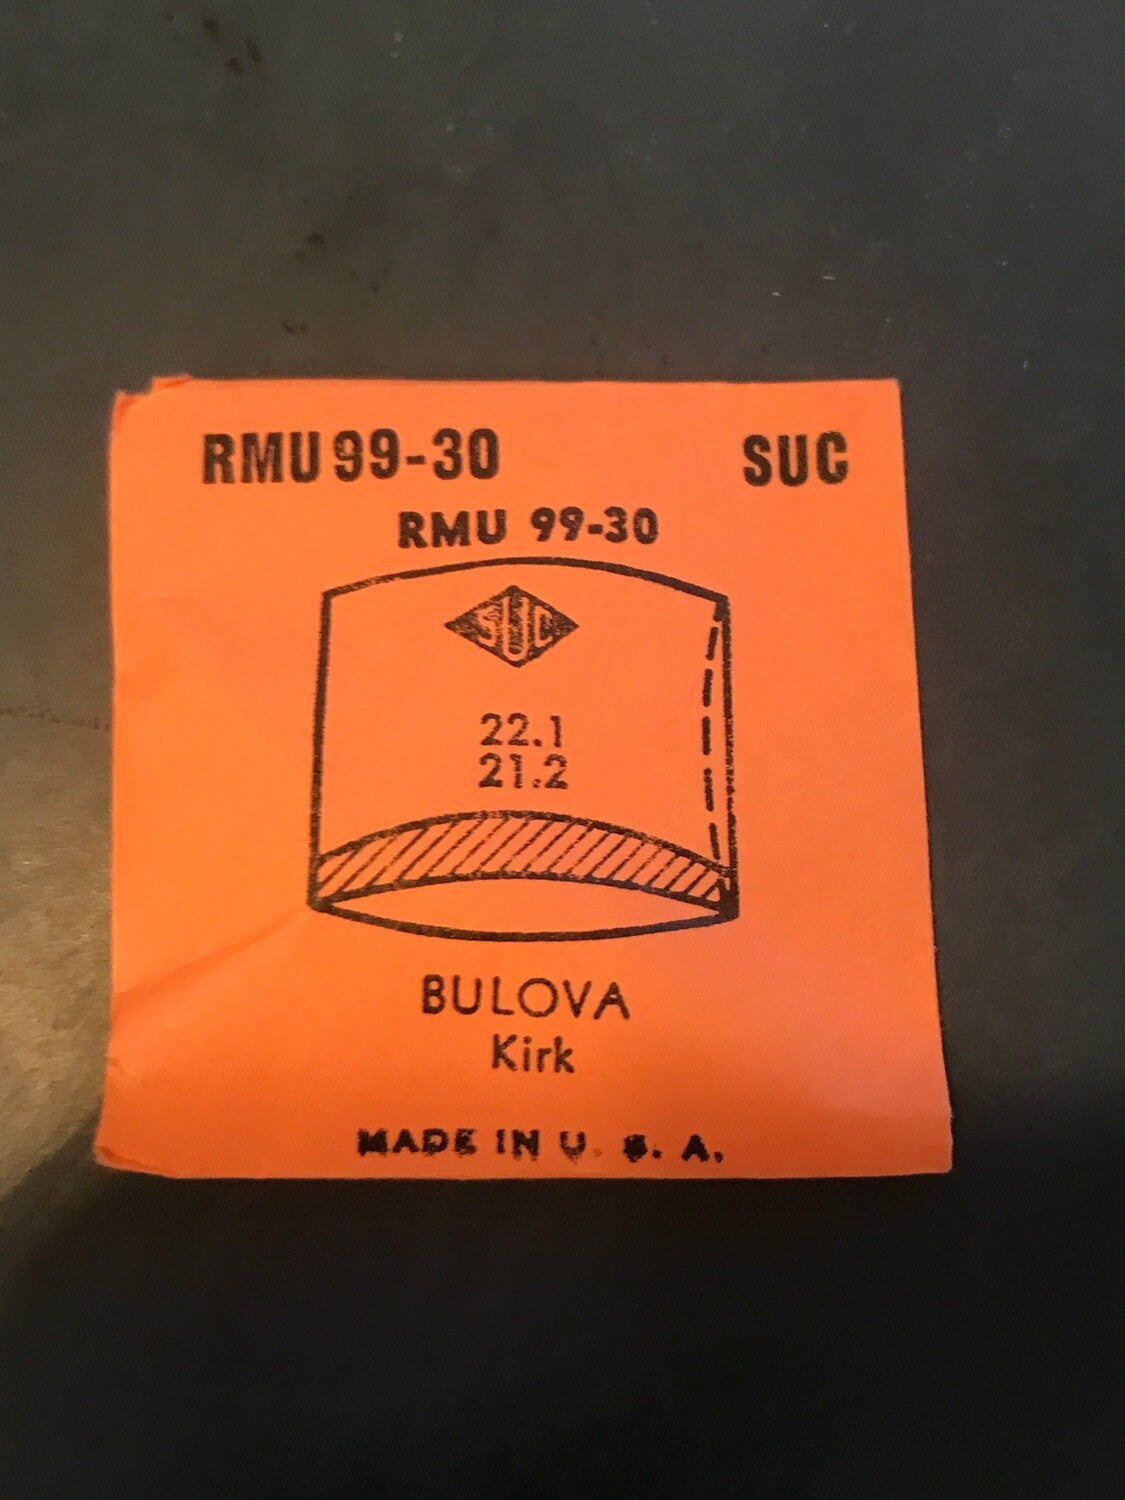 RMU 99-30 SUC
RMU 99-30
SUC
22.1
21.2
BULOVA
Kirk
MADE IN U. S. A.